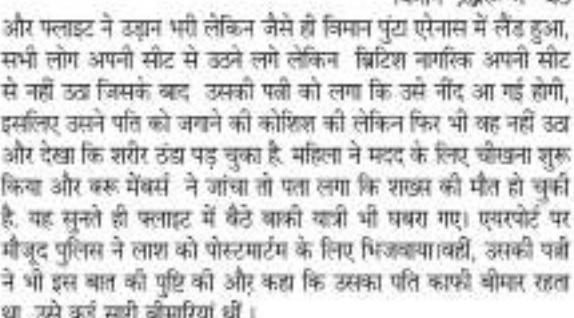 और फ्लाइट ने उड़ान भरी लेकिन जैसे ही विमान पुंटा एरेनास में लैंड हुआ,
सभी लोग अपनी सीट से उठने लगे लेकिन ब्रिटिश नागरिक अपनी सीट
से नहीं उठा जिसके बाद उसकी पत्नी को लगा कि उसे नींद आ गई होगी,
इसलिए उसने पति को जगाने की कोशिश की लेकिन फिर भी वह नहीं उठा
और देखा कि शरीर ठंडा पड़ चुका है. महिला ने मदद के लिए चीखना शुरू
किया और क्रू मेंबर्स ने जांचा तो पता लगा कि शख्स की मौत हो चुकी
है. यह सुनते ही फ्लाइट में बैठे बाकी यात्री भी घबरा गए। एयरपोर्ट पर
मौजूद पुलिस ने लाश को पोस्टमार्टम के लिए भिजवाया।वहीं, उसकी पत्नी
ने भी इस बात की पुष्टि की और कहा कि उसका पति काफी बीमार रहता
था उसे कई सारी बीमारियां थीं।